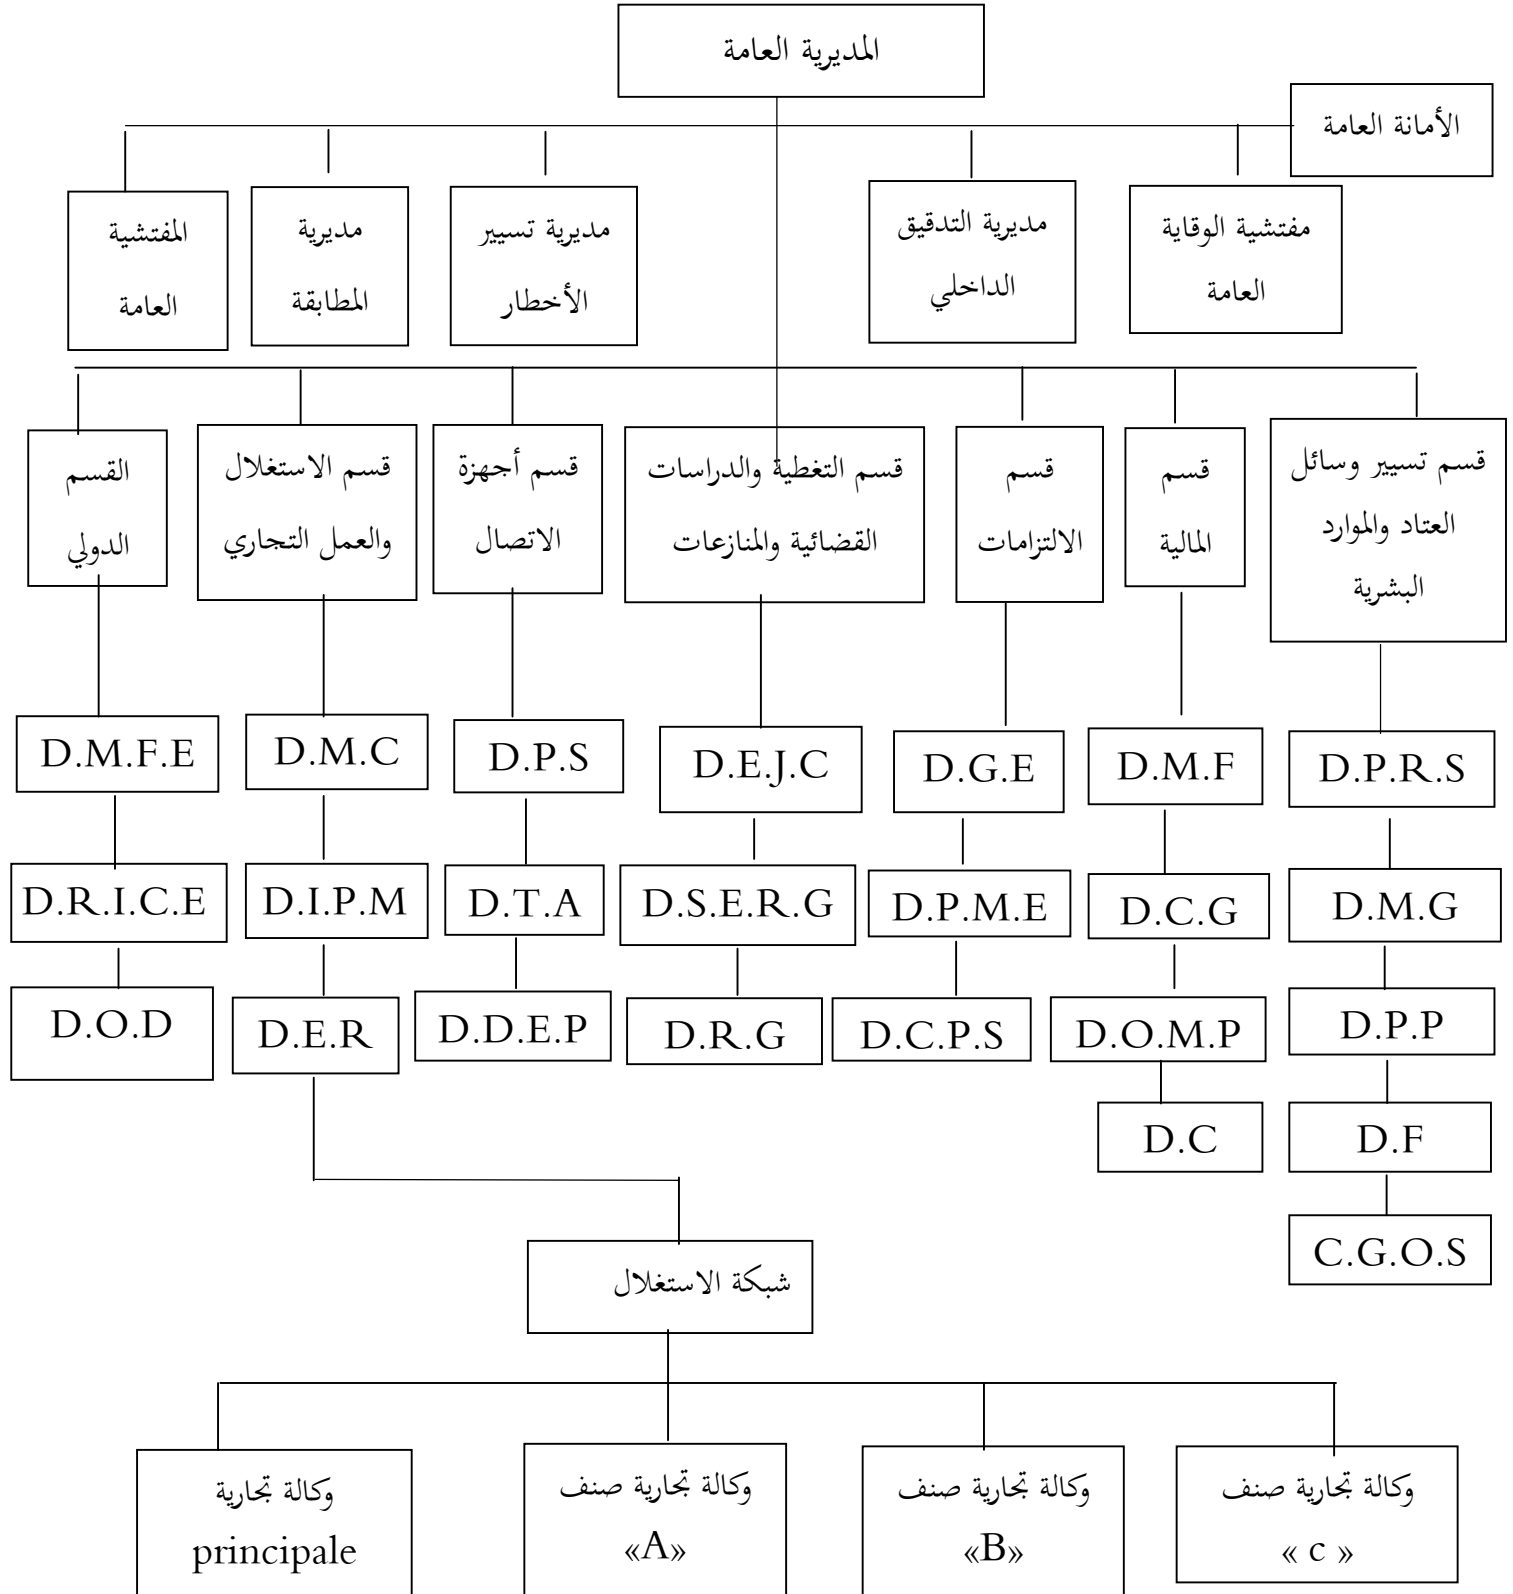 المديرية العامة
الأمانة العامة
مفتشية الوقاية
العامة
مديرية التدقيق
الداخلي
مديرية تسيير
الأخطار
مديرية
المطابقة
المفتشية
العامة
قسم تسيير وسائل
العتاد والموارد
البشرية
قسم
المالية
قسم
الالتزامات
قسم التغطية والدراسات
القضائية والمنازعات
قسم أجهزة
الاتصال
قسم الاستغلال
والعمل التجاري
القسم
الدولي
D.M.F.E
D.M.C
D.P.S
D.E.J.C
D.G.E
D.M.F
D.P.R.S
D.R.I.C.E
D.I.P.M
D.T.A
D.S.E.R.G
D.P.M.E
D.C.G
D.M.G
D.O.D
D.E.R
D.D.E.P
D.R.G
D.C.P.S
D.O.M.P
D.P.P
D.C
D.F
C.G.O.S
شبكة الاستغلال
وكالة تجارية صنف
« c »
وكالة تجارية صنف
«B»
وكالة تجارية صنف
«A»
وكالة تجارية
principale